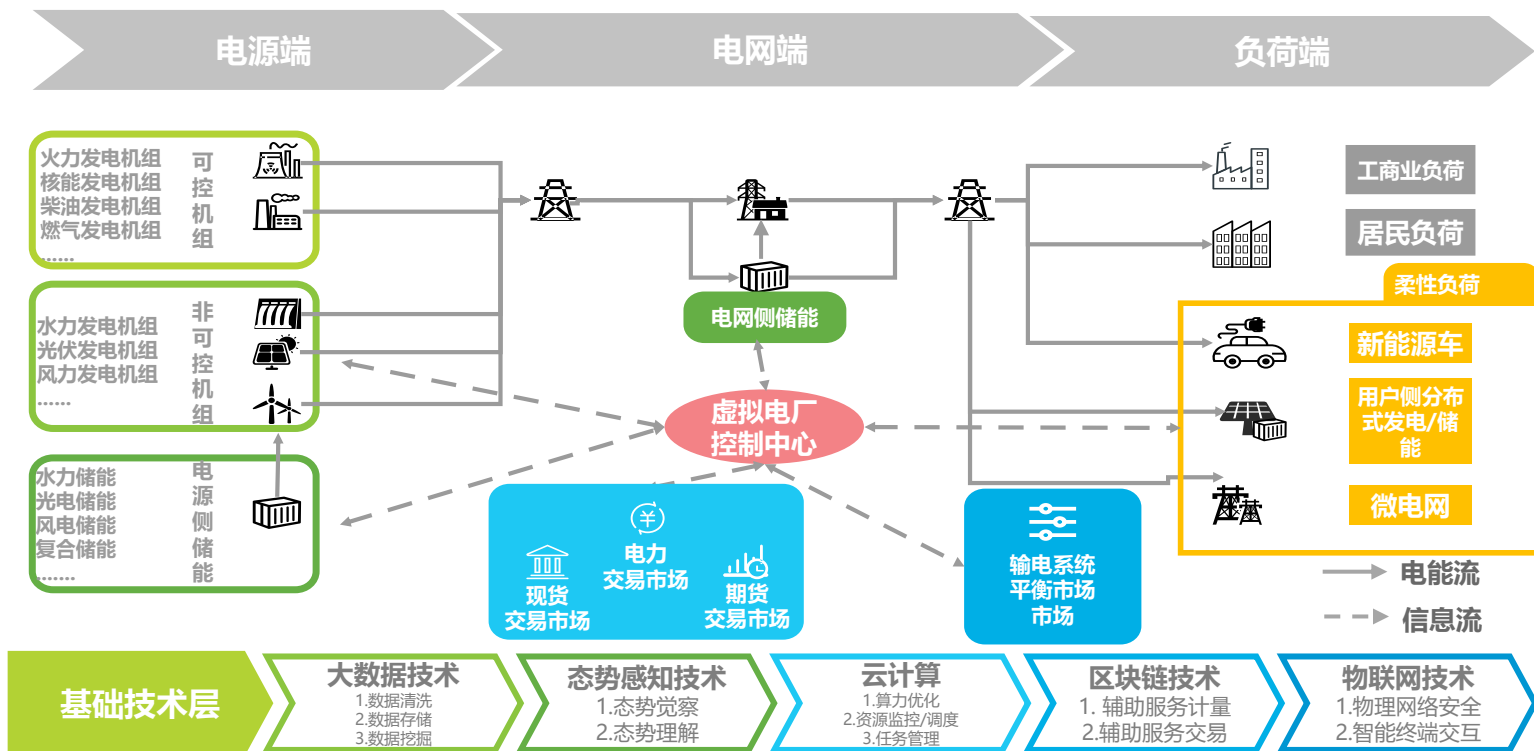 电源端
电网端
负荷端
火力发电机组
核能发电机组
柴油发电机组
燃气发电机组
......
可
控
机
组
水力发电机组
光伏发电机组
风力发电机组
......
非
可
控
机
组
水力储能
光电储能
风电储能
复合储能
.......
电
源
侧
储
能
电网侧储能
虚拟电厂
控制中心
¥
电力
交易市场
现货
交易市场
期货
交易市场
输电系统
平衡市场
市场
工商业负荷
居民负荷
柔性负荷
新能源车
用户侧分布
式发电/储
能
微电网
电能流
信息流
基础技术层
大数据技术
1.数据清洗
2.数据存储
3.数据挖掘
态势感知技术
1.态势觉察
2.态势理解
云计算
1.算力优化
2.资源监控/调度
3.任务管理
区块链技术
1. 辅助服务计量
2.辅助服务交易
物联网技术
1.物理网络安全
2.智能终端交互